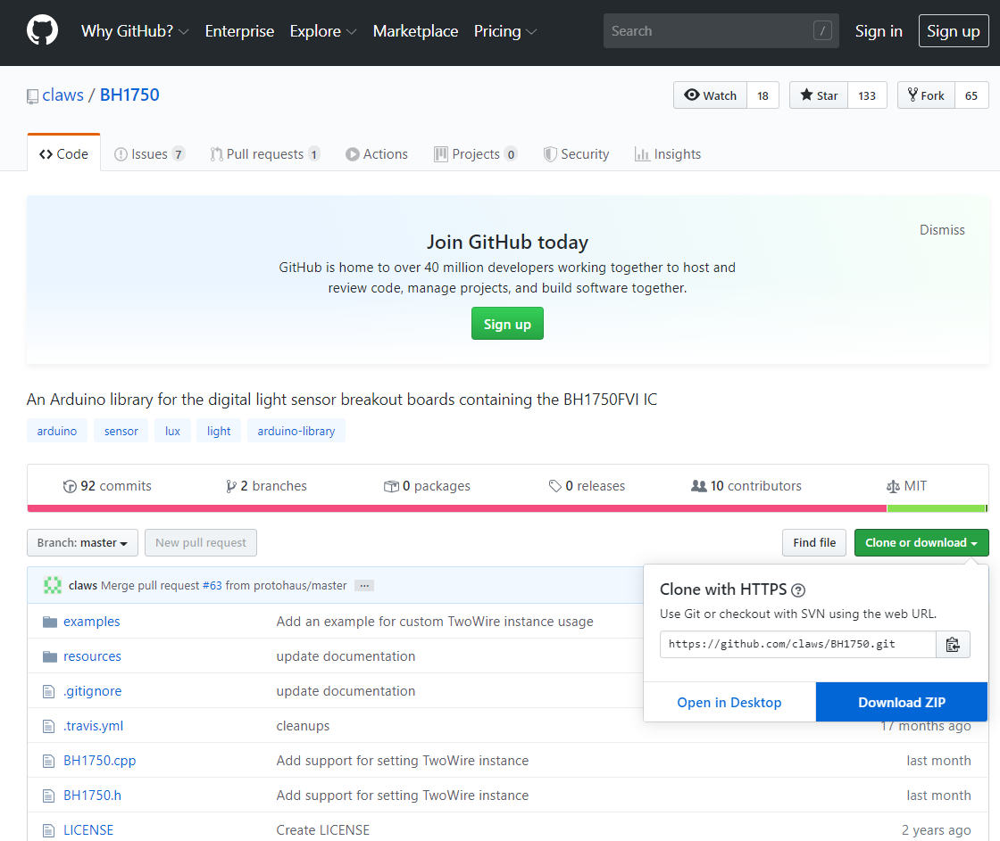 Why GitHub? Enterprise Explore Marketplace Pricing Search / Sign in Sign up
claws / BH1750 Watch 18 Star 133 Fork 65
Code Issues 7 Pull requests 1 Actions Projects 0 Security Insights
Dismiss
Join GitHub today
GitHub is home to over 40 million developers working together to host and
review code, manage projects, and build software together.
Sign up
An Arduino library for the digital light sensor breakout boards containing the BH1750FVI IC
arduino sensor lux light arduino-library
92 commits 2 branches 0 packages 0 releases 10 contributors MIT
Branch: master New pull request Find file Clone or download
claws Merge pull request #63 from protohaus/master ...
Clone with HTTPS ?
Use Git or checkout with SVN using the web URL.
https://github.com/claws/BH1750.git
Open in Desktop Download ZIP
examples Add an example for custom TwoWire instance usage
resources update documentation
.gitignore update documentation
.travis.yml cleanups 17 months ago
BH1750.cpp Add support for setting TwoWire instance last month
BH1750.h Add support for setting TwoWire instance last month
LICENSE Create LICENSE 2 years ago